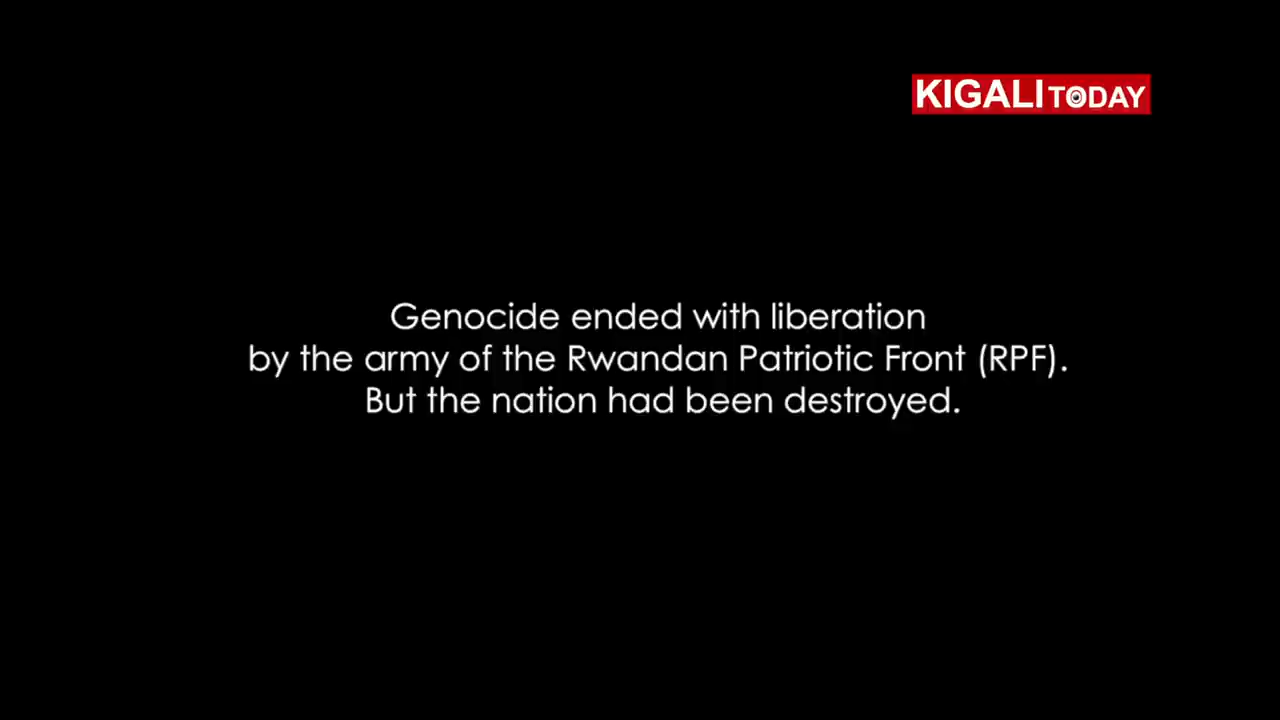 KIGALI TODAY
Genocide ended with liberation
by the army of the Rwandan Patriotic Front (RPF).
But the nation had been destroyed.